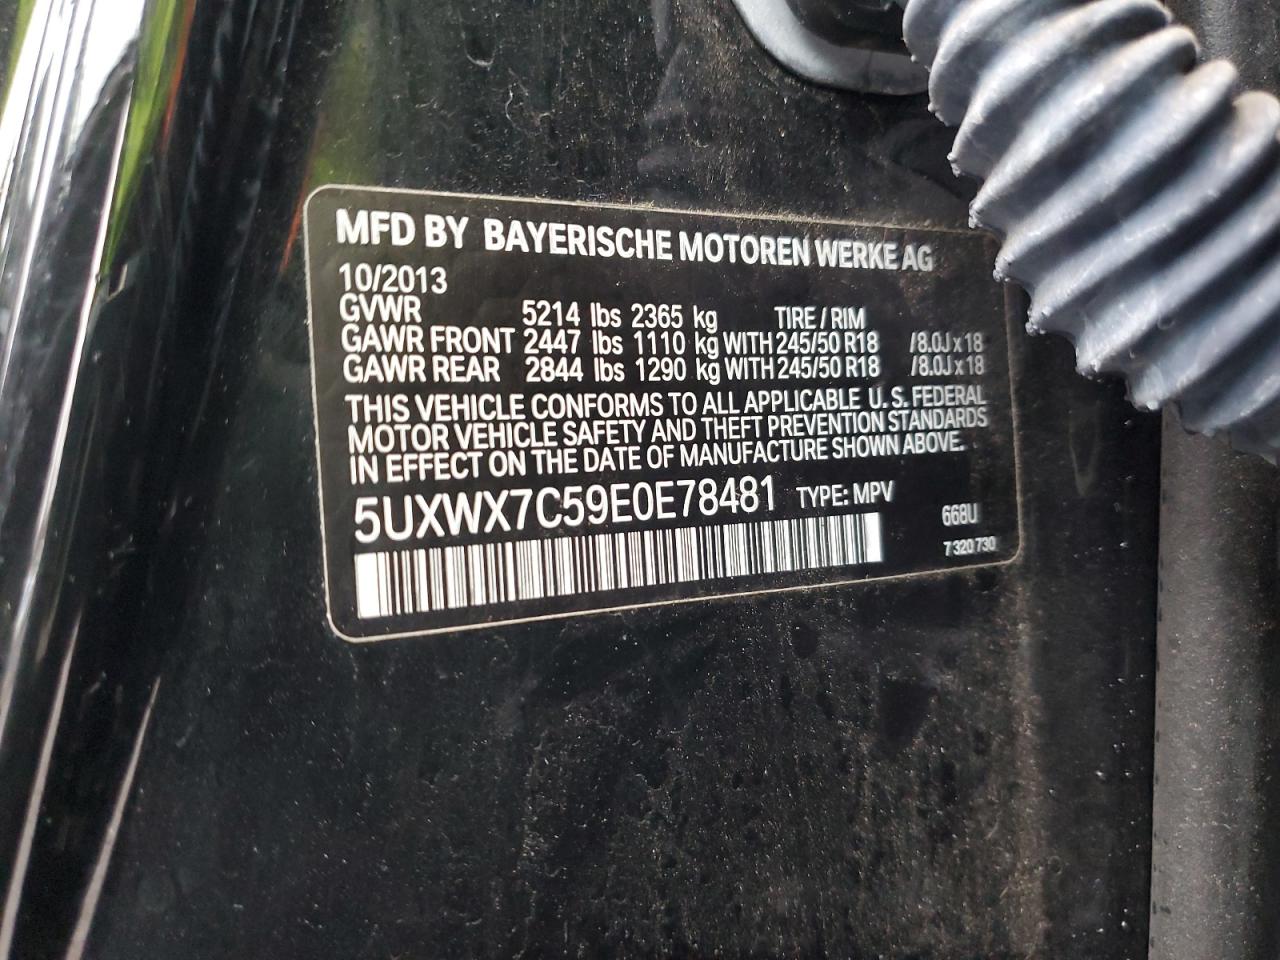 MFD BY BAYERISCHE MOTOREN WERKE AG
10/2013
GVWR 5214 lbs 2365 kg TIRE / RIM
GAWR FRONT 2447 lbs 1110 kg WITH 245/50 R18 /8.0J x 18
GAWR REAR 2844 lbs 1290 kg WITH 245/50 R18 /8.0J x 18
THIS VEHICLE CONFORMS TO ALL APPLICABLE U. S. FEDERAL
MOTOR VEHICLE SAFETY AND THEFT PREVENTION STANDARDS
IN EFFECT ON THE DATE OF MANUFACTURE SHOWN ABOVE.
5UXWX7C59E0E78481 TYPE: MPV
668U
7 320 730